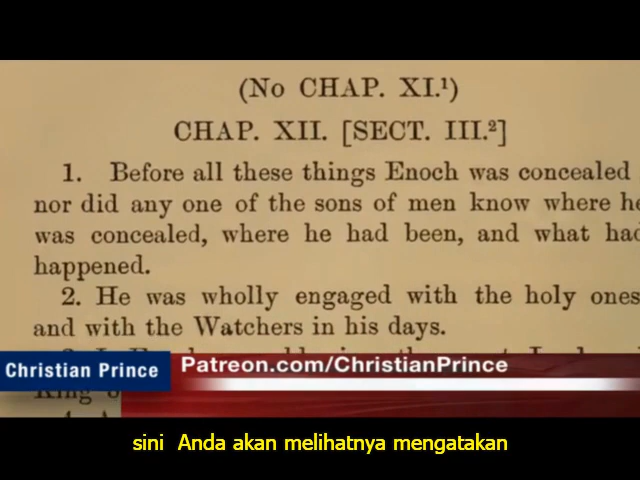 (No CHAP. XI.¹)
CHAP. XII. [SECT. III.²]
1. Before all these things Enoch was concealed
nor did any one of the sons of men know where he
was concealed, where he had been, and what had
happened.
2. He was wholly engaged with the holy ones
and with the Watchers in his days.
Christian Prince
Patreon.com/ChristianPrince
sini Anda akan melihatnya mengatakan